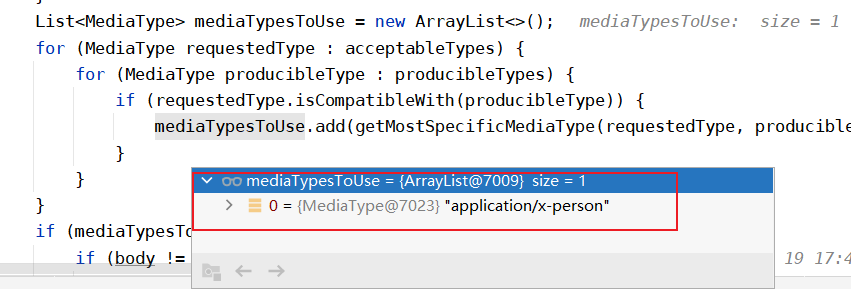 List<MediaType> mediaTypesToUse = new ArrayList<>();   mediaTypesToUse:  size = 1
for (MediaType requestedType : acceptableTypes) {
for (MediaType producibleType : producibleTypes) {
if (requestedType.isCompatibleWith(producibleType)) {
mediaTypesToUse.add(getMostSpecificMediaType(requestedType, producible
}
}
}
mediaTypesToUse = {ArrayList@7009} size = 1
0 = {MediaType@7023} "application/x-person"
if (mediaTypesTo
if (body != 19 17:4